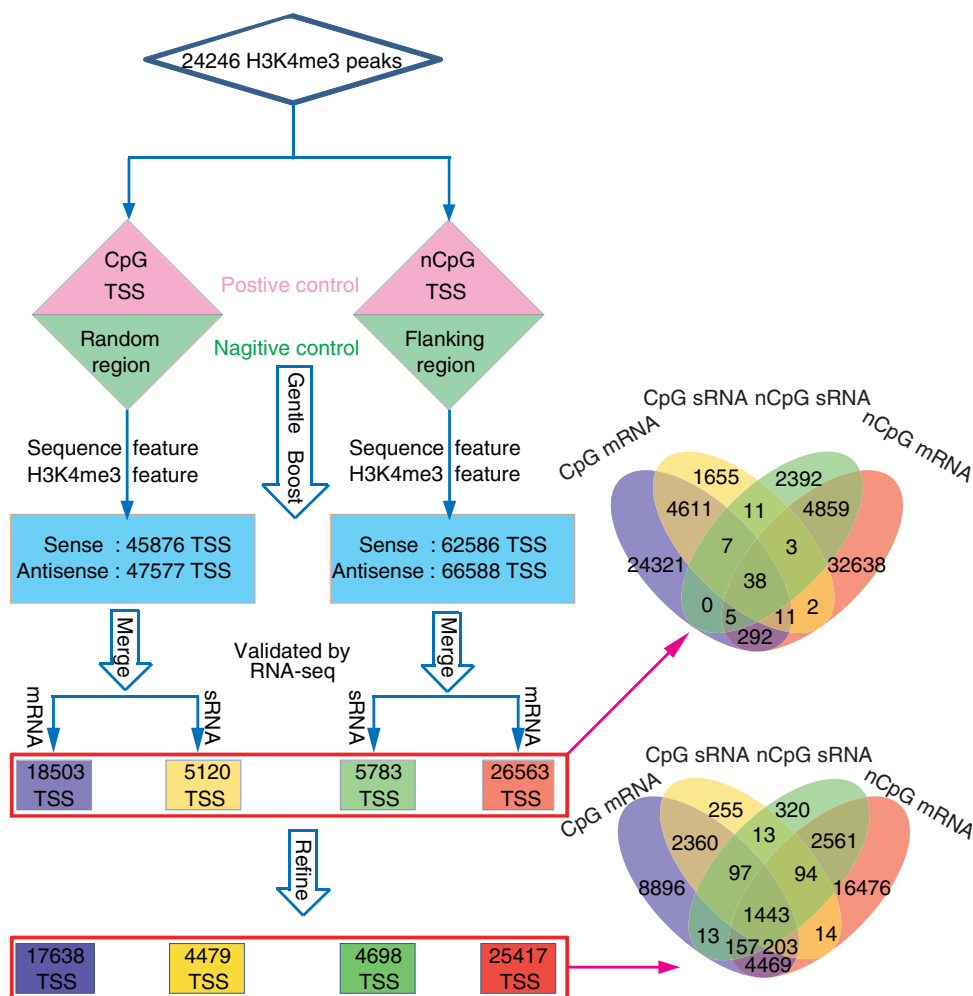 24246 H3K4me3 peaks
CpG
TSS
Random
region
Postive control
Nagitive control
nCpG
TSS
Flanking
region
Gentle Boost
Sequence feature
H3K4me3 feature
Sequence feature
H3K4me3 feature
Sense : 45876 TSS
Antisense : 47577 TSS
Sense : 62586 TSS
Antisense : 66588 TSS
Merge
Validated by
RNA-seq
Merge
mRNA
sRNA
sRNA
mRNA
18503
TSS
5120
TSS
5783
TSS
26563
TSS
Refine
17638
TSS
4479
TSS
4698
TSS
25417
TSS
CpG mRNA
CpG sRNA
nCpG sRNA
nCpG mRNA
1655
2392
4611
11
4859
24321
7
3
32638
38
0
5
11
2
292
CpG mRNA
CpG sRNA
nCpG sRNA
nCpG mRNA
255
320
2360
13
2561
8896
97
94
16476
1443
13
157
203
14
4469